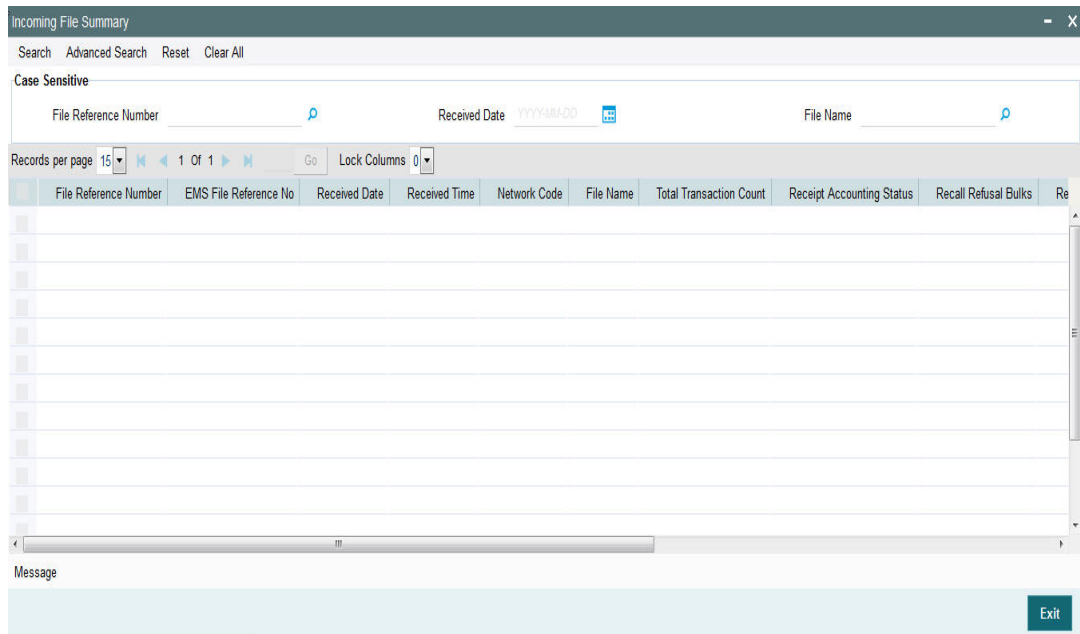 Incoming File Summary
Search Advanced Search Reset Clear All
Case Sensitive
File Reference Number Received Date YYYY-MM-DD File Name
Records per page 15 1 Of 1 Go Lock Columns 0
File Reference Number EMS File Reference No Received Date Received Time Network Code File Name Total Transaction Count Receipt Accounting Status Recall Refusal Bulks Re
Message
Exit